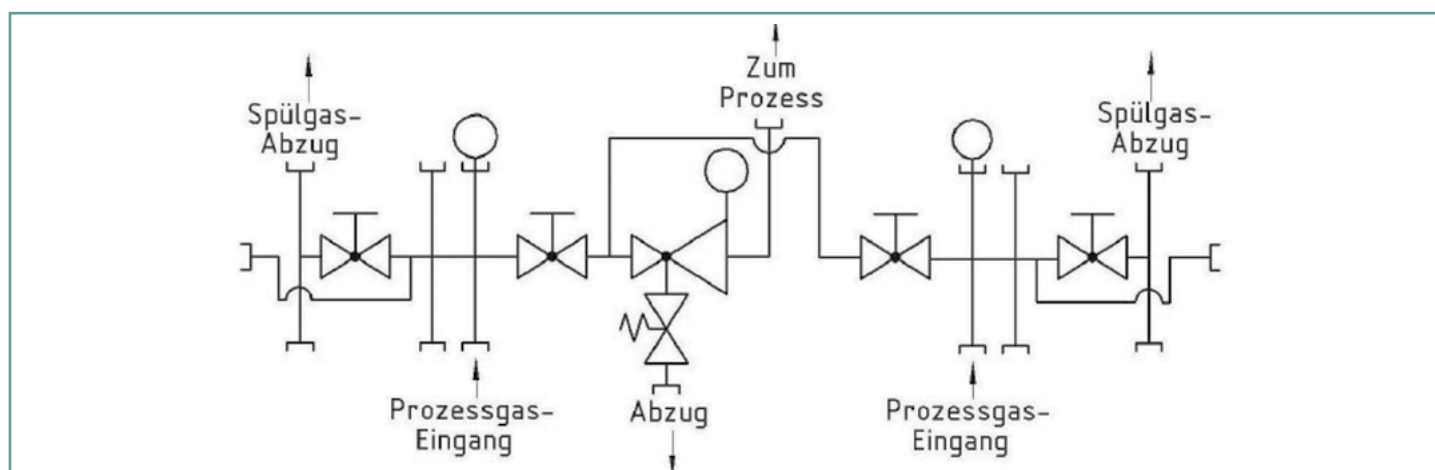 Spülgas-
Abzug
Zum
Prozess
Spülgas-
Abzug
Prozessgas-
Eingang
Abzug
Prozessgas-
Eingang